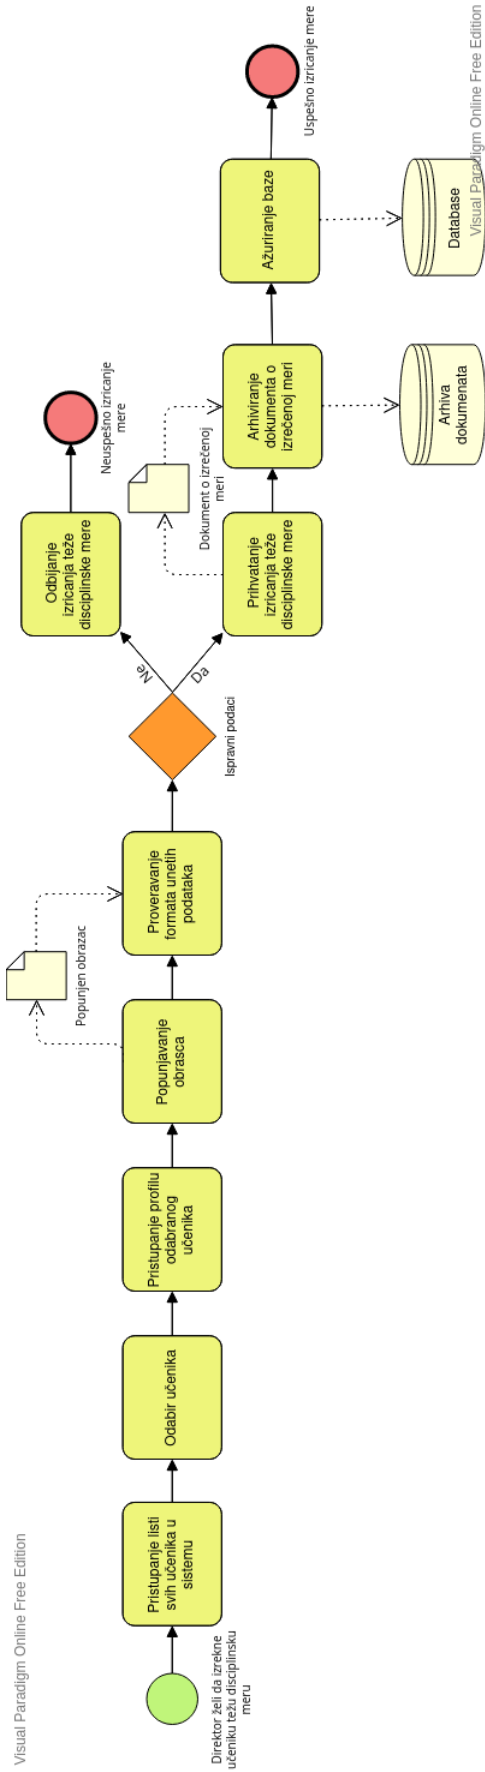 Visual Paradigm Online Free Edition
Direktor želi da izrekne
učeniku težu disciplinsku
meru
Pristupanje listi
svih učenika u
sistemu
Odabir učenika
Pristupanje profilu
odabranog
učenika
Popunjavanje
obrasca
Popunjen obrazac
Proveravanje
formata unetih
podataka
Ispravni podaci
Ne
Da
Odbijanje
izricanja teže
disciplinske mere
Neuspešno izricanje
mere
Prihvatanje
izricanja teže
disciplinske mere
Dokument o izrečenoj
meri
Arhiviranje
dokumenta o
izrečenoj meri
Arhiva
dokumenata
Ažuriranje baze
Database
Uspešno izricanje mere
Visual Paradigm Online Free Edition